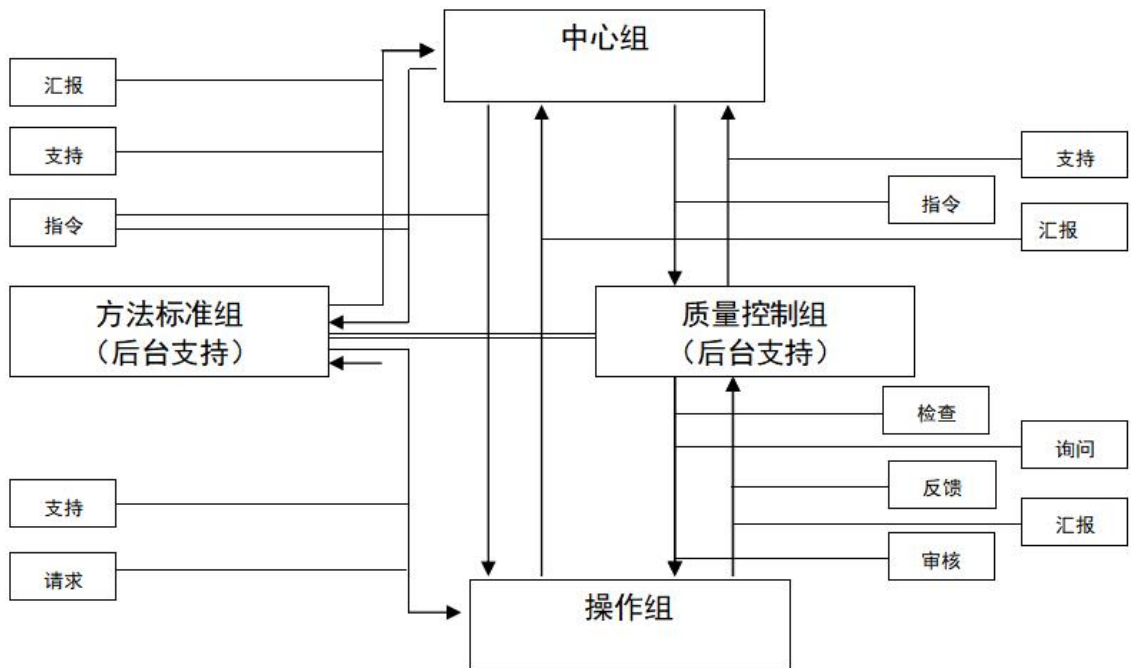 中心组
汇报
支持
支持
指令
指令
汇报
方法标准组
（后台支持）
质量控制组
（后台支持）
检查
询问
支持
反馈
汇报
请求
审核
操作组